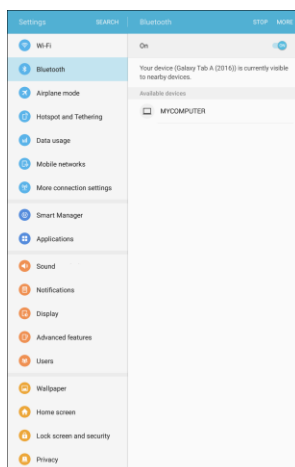 Settings
SEARCH
Bluetooth
STOP
MORE
Wi-Fi
Bluetooth
Airplane mode
Hotspot and Tethering
Data usage
Mobile networks
More connection settings
Smart Manager
Applications
Sound
Notifications
Display
Advanced features
Users
Wallpaper
Home screen
Lock screen and security
Privacy
On
ON
Your device (Galaxy Tab A (2016)) is currently visible
to nearby devices.
Available devices
MYCOMPUTER